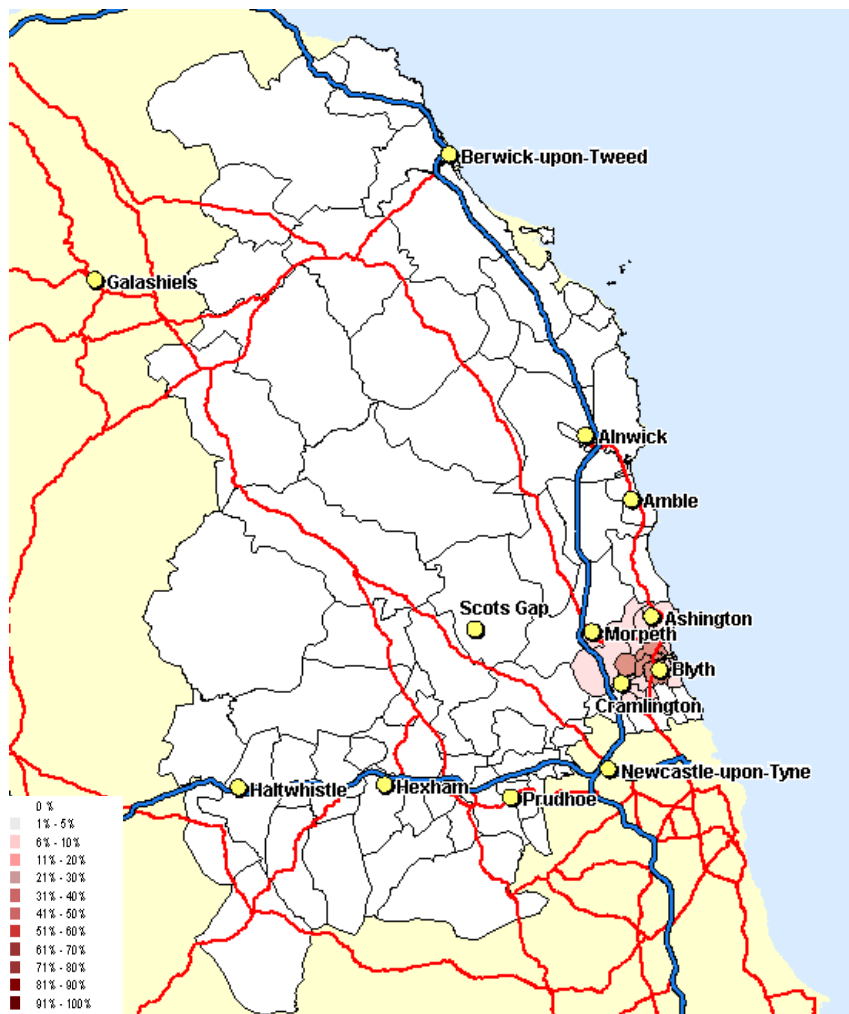 Berwick-upon-Tweed
Galashiels
Alnwick
Amble
Scots Gap
Ashington
Morpeth
Blyth
Cramlington
Newcastle-upon-Tyne
Haltwhistle
Hexham
Prudhoe
0 %
1% - 5%
6% - 10%
11% - 20%
21% - 30%
31% - 40%
41% - 50%
51% - 60%
61% - 70%
71% - 80%
81% - 90%
91% - 100%